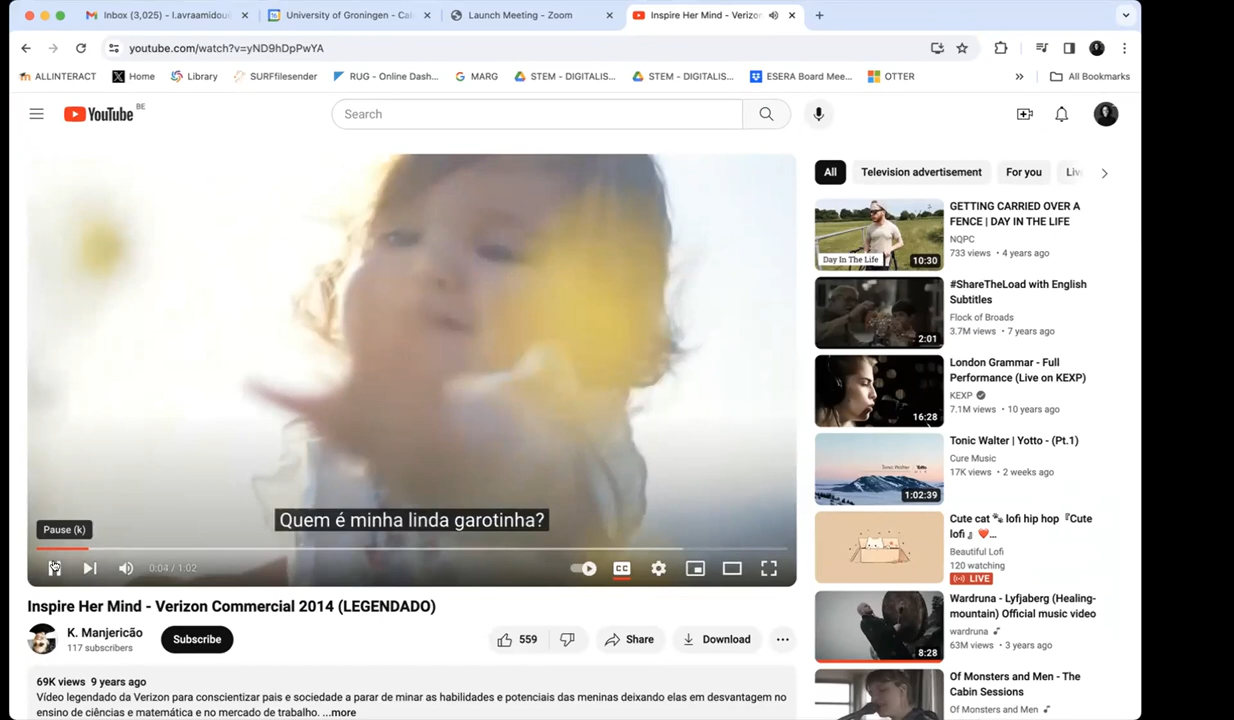 Inbox (3,025) - l.avraamidou
University of Groningen - Cal
Launch Meeting - Zoom
Inspire Her Mind - Verizon
youtube.com/watch?v=yND9hDpPwYA
ALLINTERACT
Home
Library
SURFfilesender
RUG - Online Dash...
MARG
STEM - DIGITALIS...
STEM - DIGITALIS...
ESERA Board Mee...
OTTER
All Bookmarks
YouTube BE
Search
All
Television advertisement
For you
Liv
Quem é minha linda garotinha?
Pause (k)
0:04 / 1:02
CC
Inspire Her Mind - Verizon Commercial 2014 (LEGENDADO)
K. Manjericão
117 subscribers
Subscribe
559
Share
Download
69K views 9 years ago
Vídeo legendado da Verizon para conscientizar pais e sociedade a parar de minar as habilidades e potenciais das meninas deixando elas em desvantagem no
ensino de ciências e matemática e no mercado de trabalho. ...more
Day In The Life
10:30
GETTING CARRIED OVER A
FENCE | DAY IN THE LIFE
NQPC
733 views • 4 years ago
2:01
#ShareTheLoad with English
Subtitles
Flock of Broads
3.7M views • 7 years ago
16:28
London Grammar - Full
Performance (Live on KEXP)
KEXP
7.1M views • 10 years ago
1:02:39
Tonic Walter | Yotto - (Pt.1)
Cure Music
17K views • 2 weeks ago
Cute cat 🐾 lofi hip hop『Cute
lofi 』❤️...
Beautiful Lofi
120 watching
LIVE
8:28
Wardruna - Lyfjaberg (Healing-
mountain) Official music video
wardruna
63M views • 3 years ago
Of Monsters and Men - The
Cabin Sessions
Of Monsters and Men